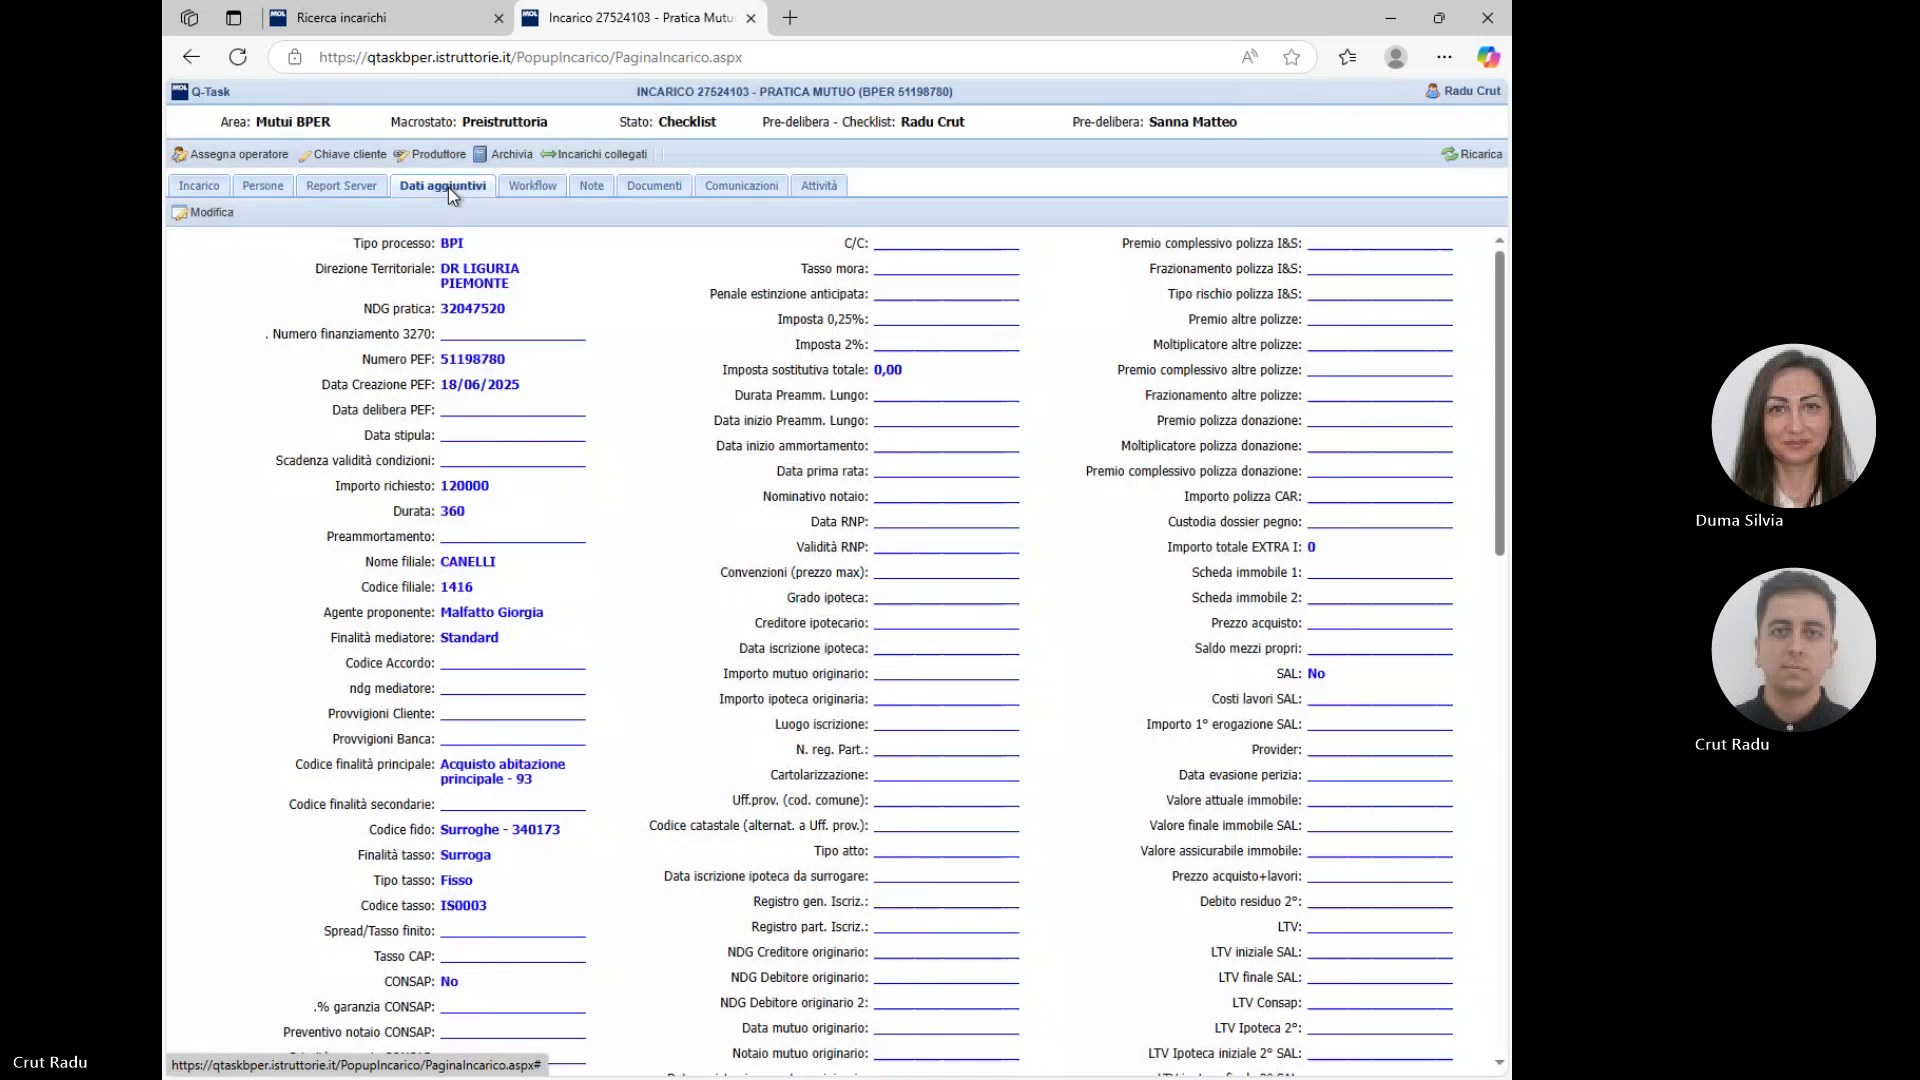 Ricerca incarichi
Incarico 27524103 - Pratica Mutu
https://qtaskbper.istruttorie.it/PopupIncarico/PaginaIncarico.aspx
MOL Q-Task
INCARICO 27524103 - PRATICA MUTUO (BPER 51198780)
Radu Crut
Area: Mutui BPER Macrostato: Preistruttoria Stato: Checklist Pre-delibera - Checklist: Radu Crut Pre-delibera: Sanna Matteo
Assegna operatore Chiave cliente Produttore Archivia Incarichi collegati Ricarica
Incarico Persone Report Server Dati aggiuntivi Workflow Note Documenti Comunicazioni Attività
Modifica
Tipo processo: BPI
Direzione Territoriale: DR LIGURIA
PIEMONTE
NDG pratica: 32047520
. Numero finanziamento 3270:
Numero PEF: 51198780
Data Creazione PEF: 18/06/2025
Data delibera PEF:
Data stipula:
Scadenza validità condizioni:
Importo richiesto: 120000
Durata: 360
Preammortamento:
Nome filiale: CANELLI
Codice filiale: 1416
Agente proponente: Malfatto Giorgia
Finalità mediatore: Standard
Codice Accordo:
ndg mediatore:
Provvigioni Cliente:
Provvigioni Banca:
Codice finalità principale: Acquisto abitazione
principale - 93
Codice finalità secondarie:
Codice fido: Surroghe - 340173
Finalità tasso: Surroga
Tipo tasso: Fisso
Codice tasso: IS0003
Spread/Tasso finito:
Tasso CAP:
CONSAP: No
.% garanzia CONSAP:
Preventivo notaio CONSAP:
C/C:
Tasso mora:
Penale estinzione anticipata:
Imposta 0,25%:
Imposta 2%:
Imposta sostitutiva totale: 0,00
Durata Preamm. Lungo:
Data inizio Preamm. Lungo:
Data inizio ammortamento:
Data prima rata:
Nominativo notaio:
Data RNP:
Validità RNP:
Convenzioni (prezzo max):
Grado ipoteca:
Creditore ipotecario:
Data iscrizione ipoteca:
Importo mutuo originario:
Importo ipoteca originaria:
Luogo iscrizione:
N. reg. Part.:
Cartolarizzazione:
Uff.prov. (cod. comune):
Codice catastale (alternat. a Uff. prov.):
Tipo atto:
Data iscrizione ipoteca da surrogare:
Registro gen. Iscriz.:
Registro part. Iscriz.:
NDG Creditore originario:
NDG Debitore originario:
NDG Debitore originario 2:
Data mutuo originario:
Notaio mutuo originario:
Premio complessivo polizza I&S:
Frazionamento polizza I&S:
Tipo rischio polizza I&S:
Premio altre polizze:
Moltiplicatore altre polizze:
Premio complessivo altre polizze:
Frazionamento altre polizze:
Premio polizza donazione:
Moltiplicatore polizza donazione:
Premio complessivo polizza donazione:
Importo polizza CAR:
Custodia dossier pegno:
Importo totale EXTRA I: 0
Scheda immobile 1:
Scheda immobile 2:
Prezzo acquisto:
Saldo mezzi propri:
SAL: No
Costi lavori SAL:
Importo 1° erogazione SAL:
Provider:
Data evasione perizia:
Valore attuale immobile:
Valore finale immobile SAL:
Valore assicurabile immobile:
Prezzo acquisto+lavori:
Debito residuo 2°:
LTV:
LTV iniziale SAL:
LTV finale SAL:
LTV Consap:
LTV Ipoteca 2°:
LTV Ipoteca iniziale 2° SAL:
https://qtaskbper.istruttorie.it/PopupIncarico/PaginaIncarico.aspx#
Duma Silvia
Crut Radu
Crut Radu